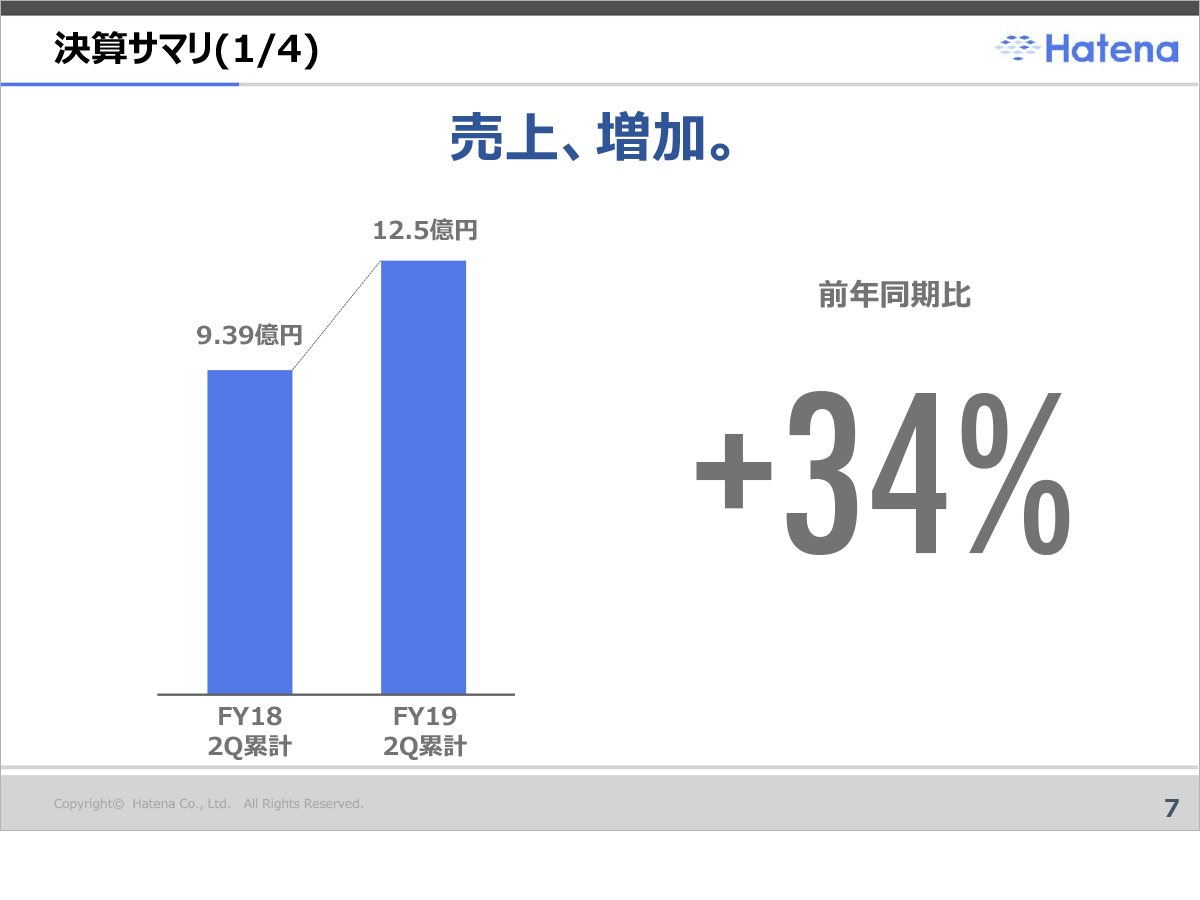 決算サマリ(1/4)
Hatena
売上、増加。
12.5億円
9.39億円
前年同期比
+34%
FY18
2Q累計
FY19
2Q累計
Copyright© Hatena Co., Ltd. All Rights Reserved.
7